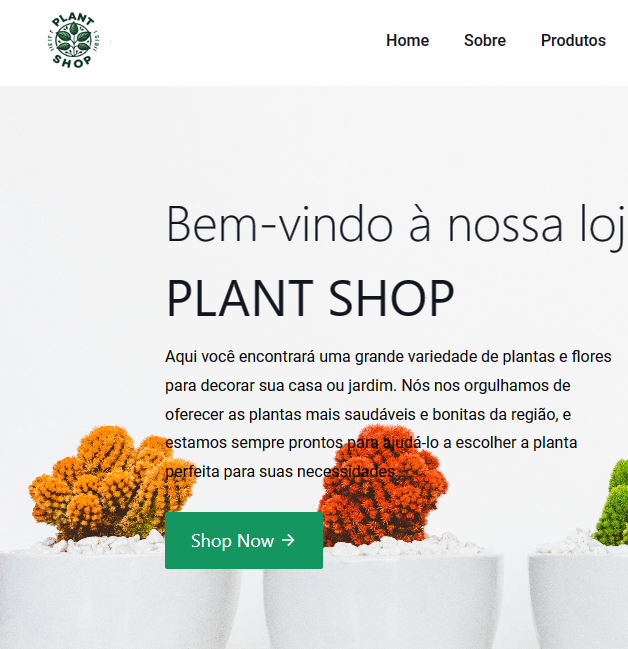 PLANT
SHOP
Home Sobre Produtos
Bem-vindo à nossa loj
PLANT SHOP
Aqui você encontrará uma grande variedade de plantas e flores
para decorar sua casa ou jardim. Nós nos orgulhamos de
oferecer as plantas mais saudáveis e bonitas da região, e
estamos sempre prontos para ajudá-lo a escolher a planta
perfeita para suas necessidades.
Shop Now →